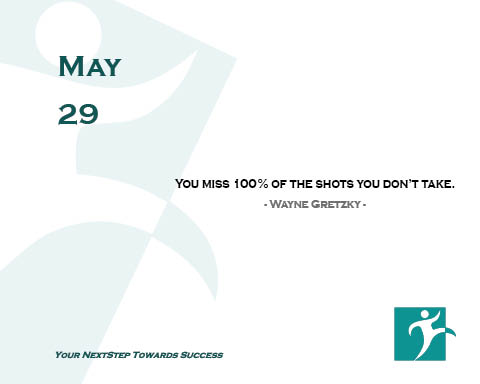 May
29
You miss 100% of the shots you don't take.
- Wayne Gretzky -
Your NextStep Towards Success